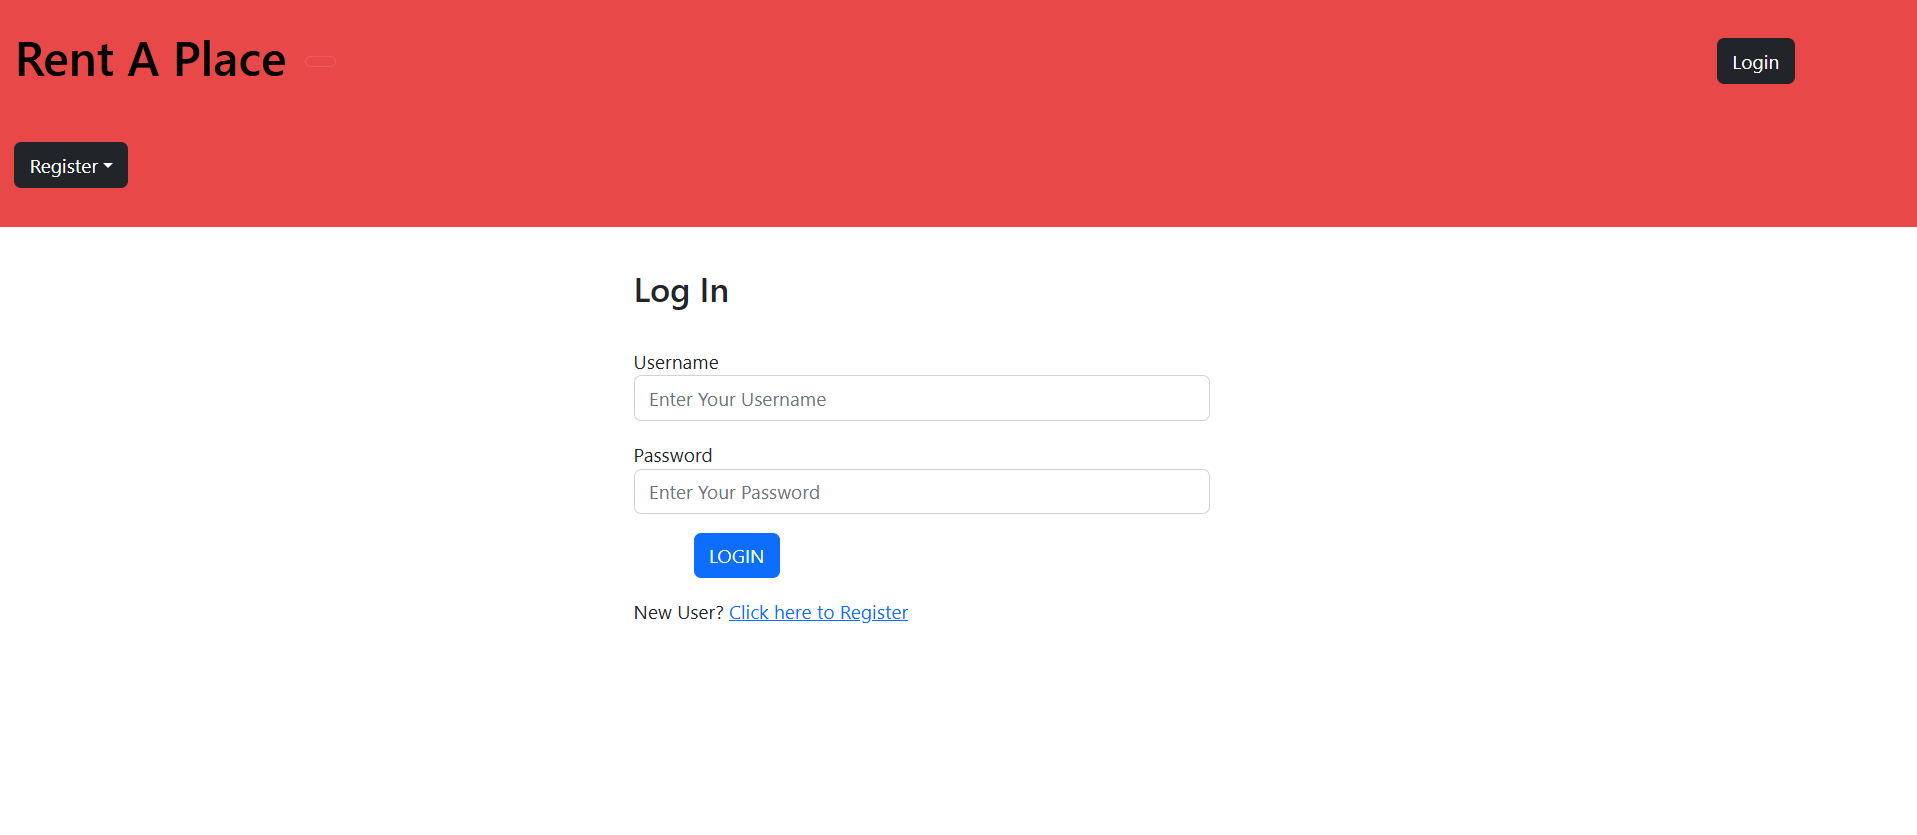 Rent A Place
Login
Register
Log In
Username
Enter Your Username
Password
Enter Your Password
LOGIN
New User? Click here to Register